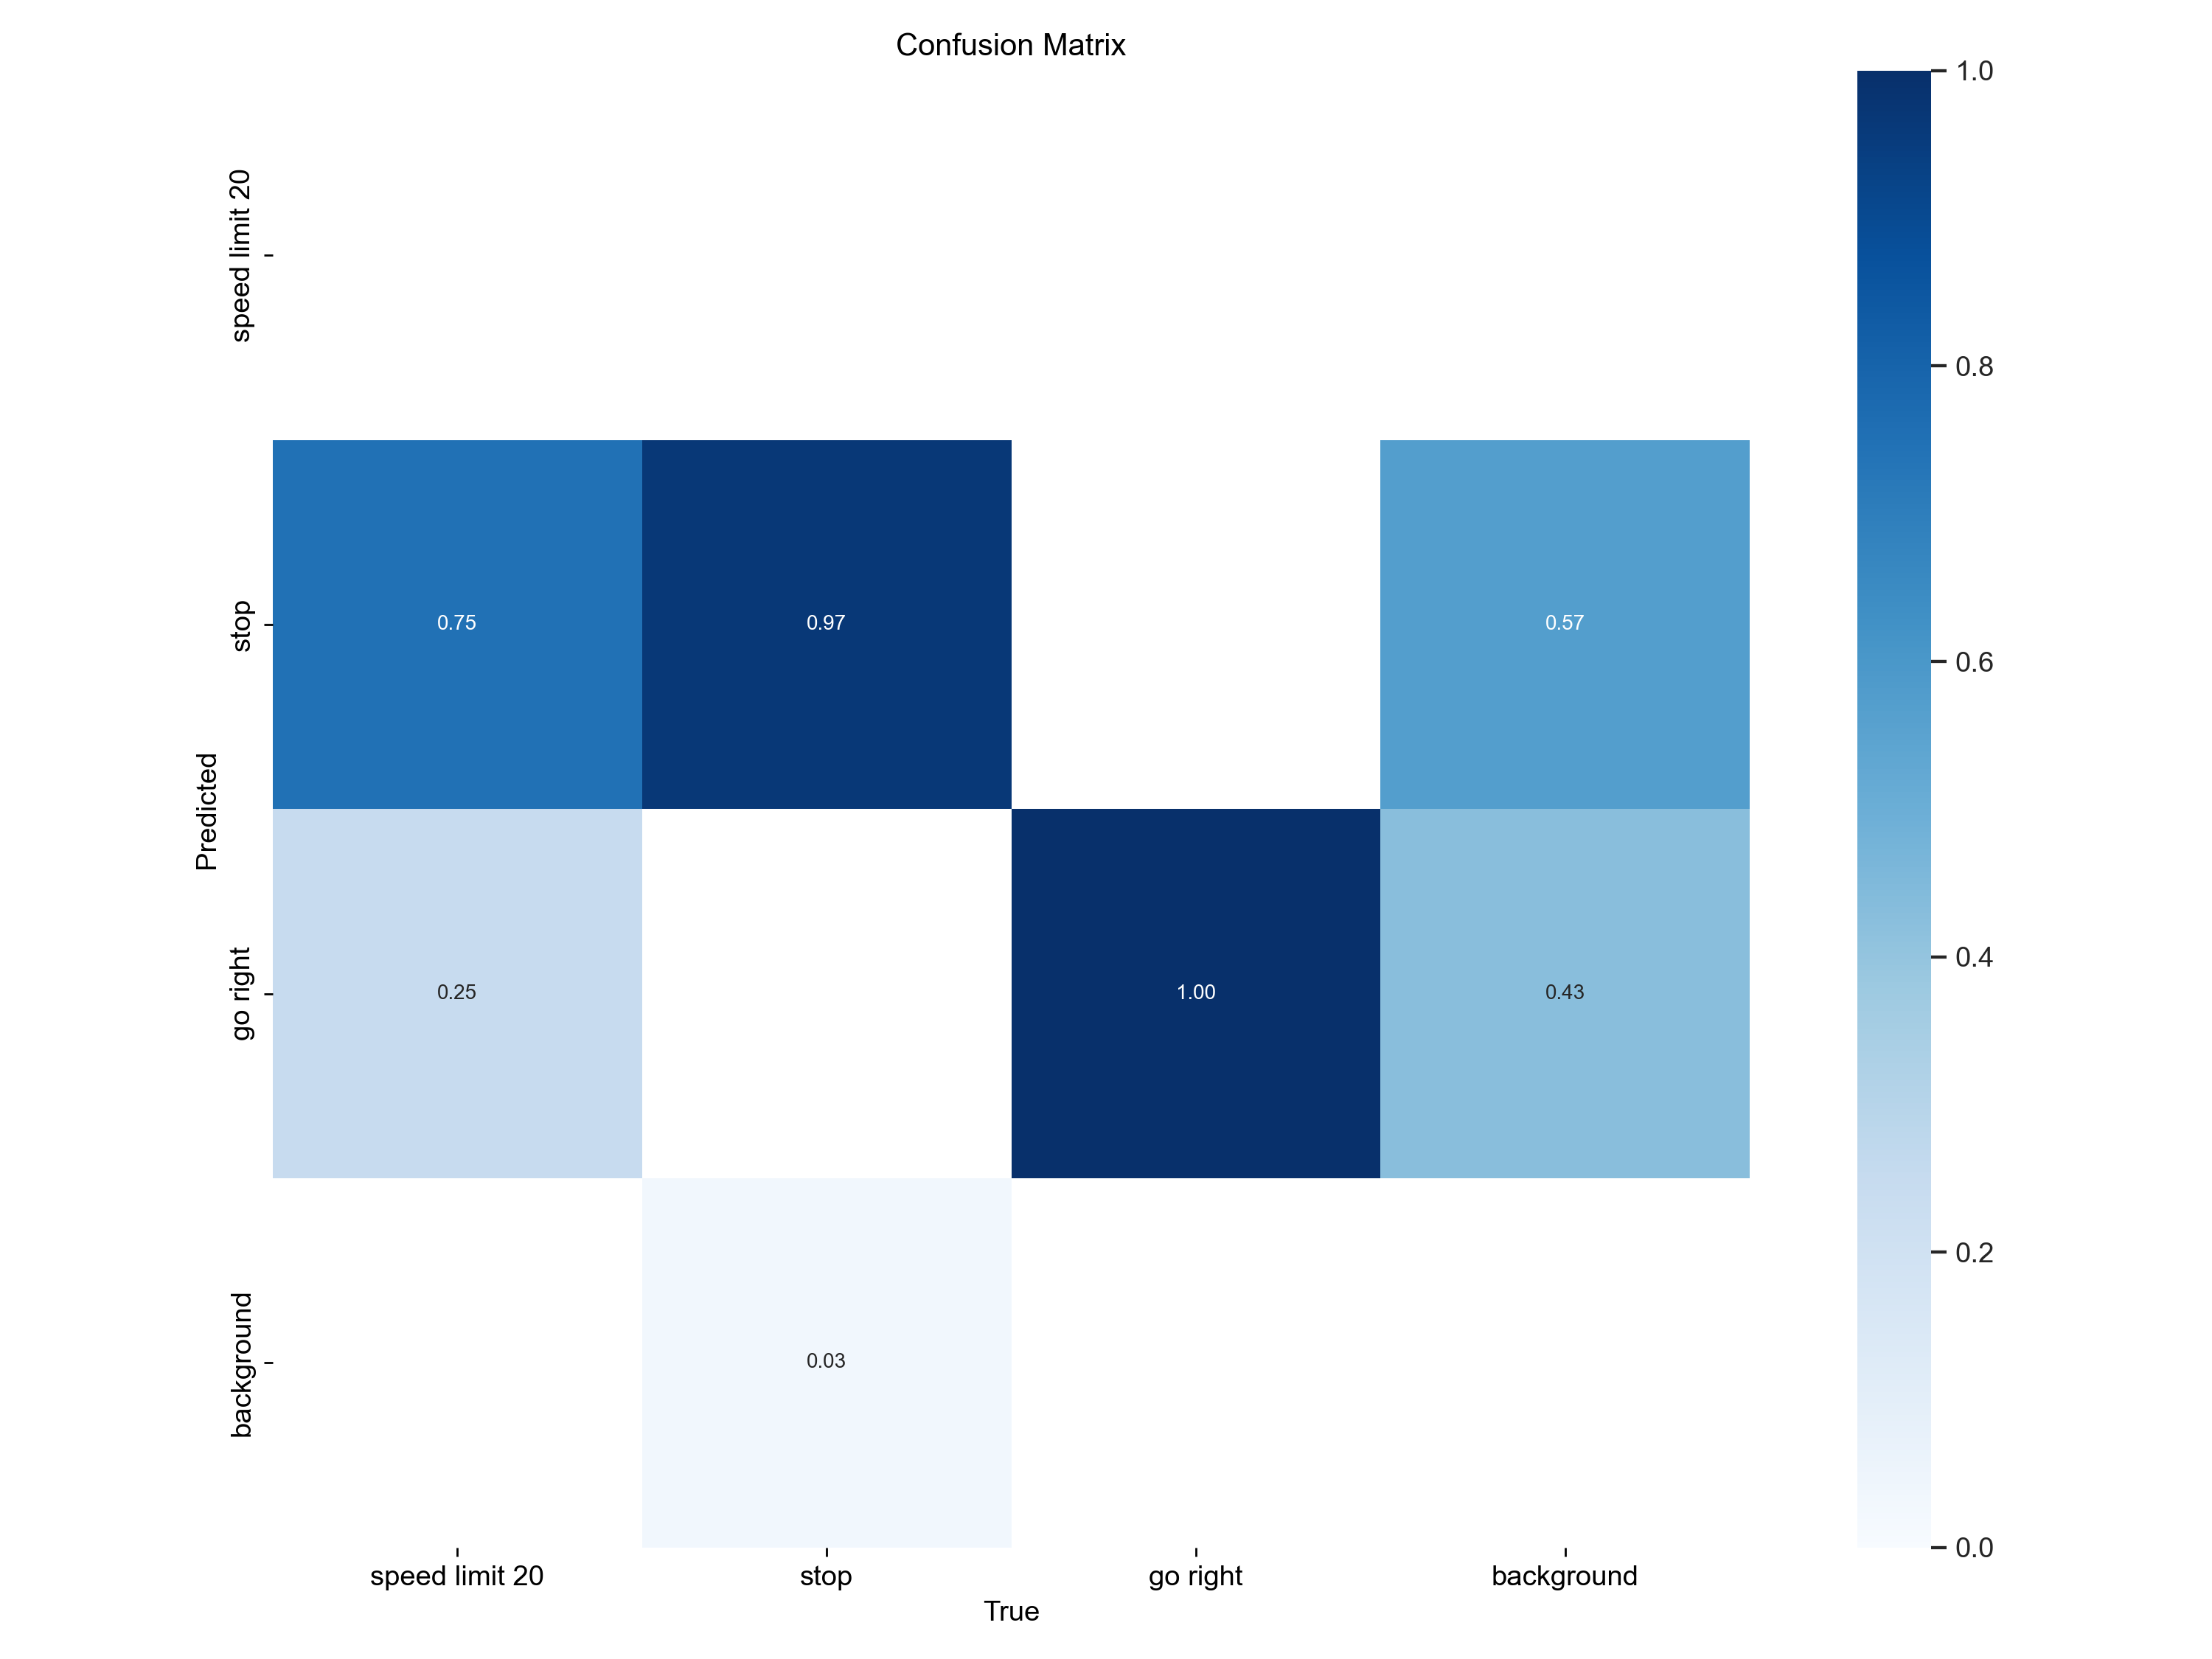 Confusion Matrix
Predicted
speed limit 20
stop
go right
background
0.75
0.97
0.57
0.25
1.00
0.43
0.03
speed limit 20
stop
go right
background
True
1.0
0.8
0.6
0.4
0.2
0.0